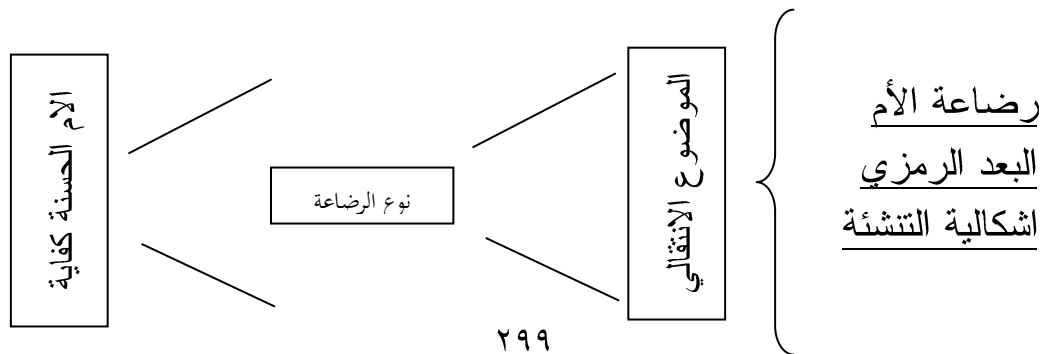 رضاعة الأم
البعد الرمزي
اشكالية التنشئة
الموضوع الانتقالي
نوع الرضاعة
الام الحسنة كفاية
٢٩٩